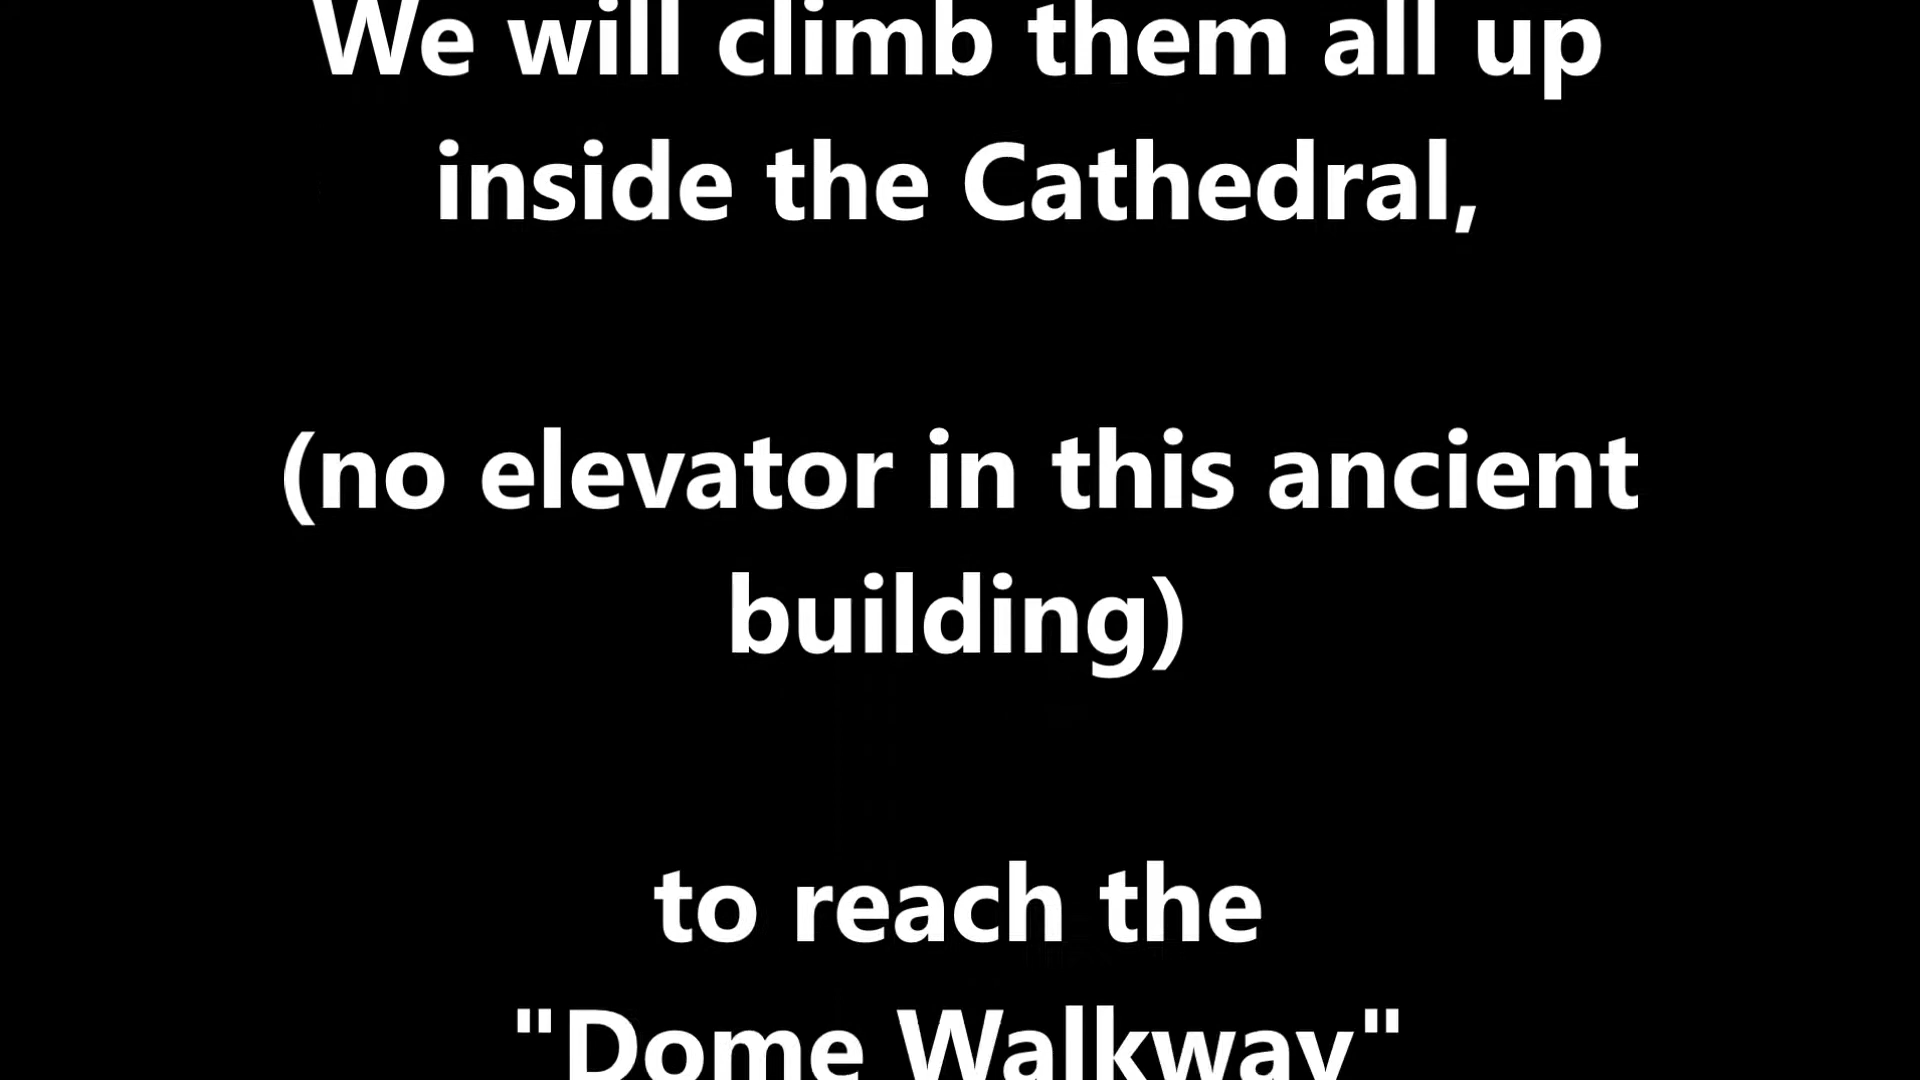 We will climb them all up
inside the Cathedral,
(no elevator in this ancient
building)
to reach the
"Dome Walkway"